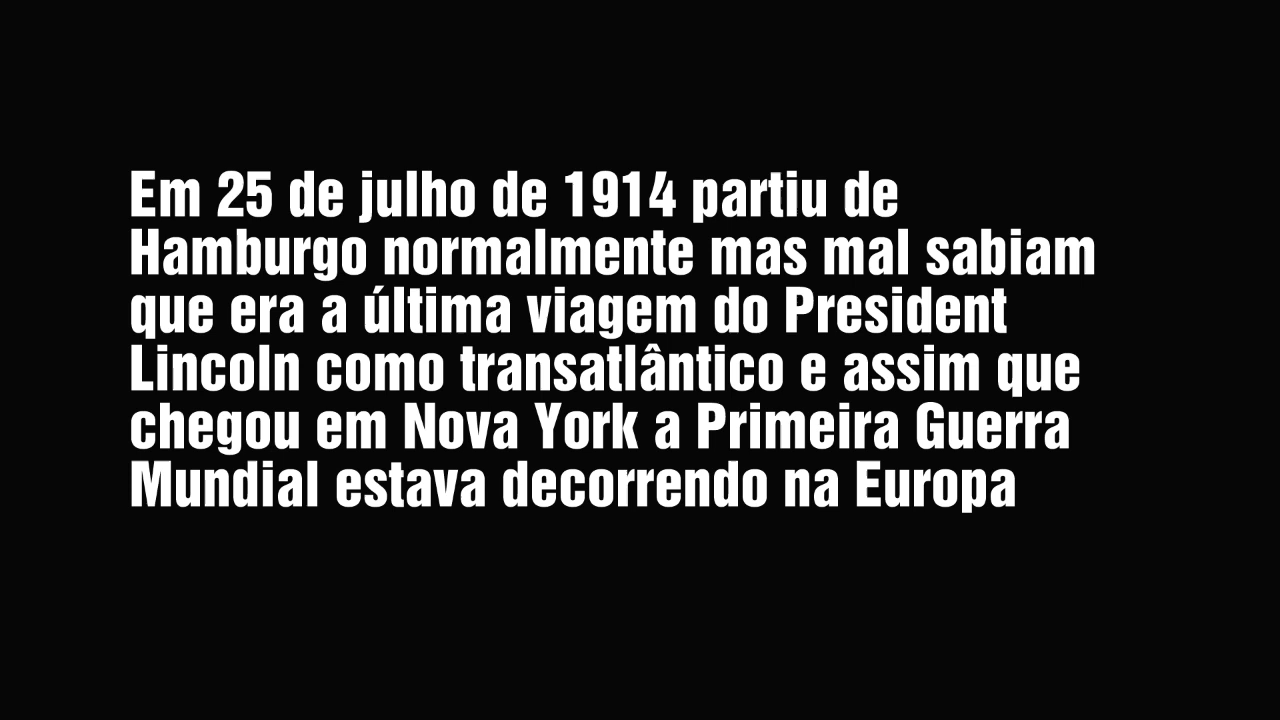 Em 25 de julho de 1914 partiu de
Hamburgo normalmente mas mal sabiam
que era a última viagem do President
Lincoln como transatlântico e assim que
chegou em Nova York a Primeira Guerra
Mundial estava decorrendo na Europa